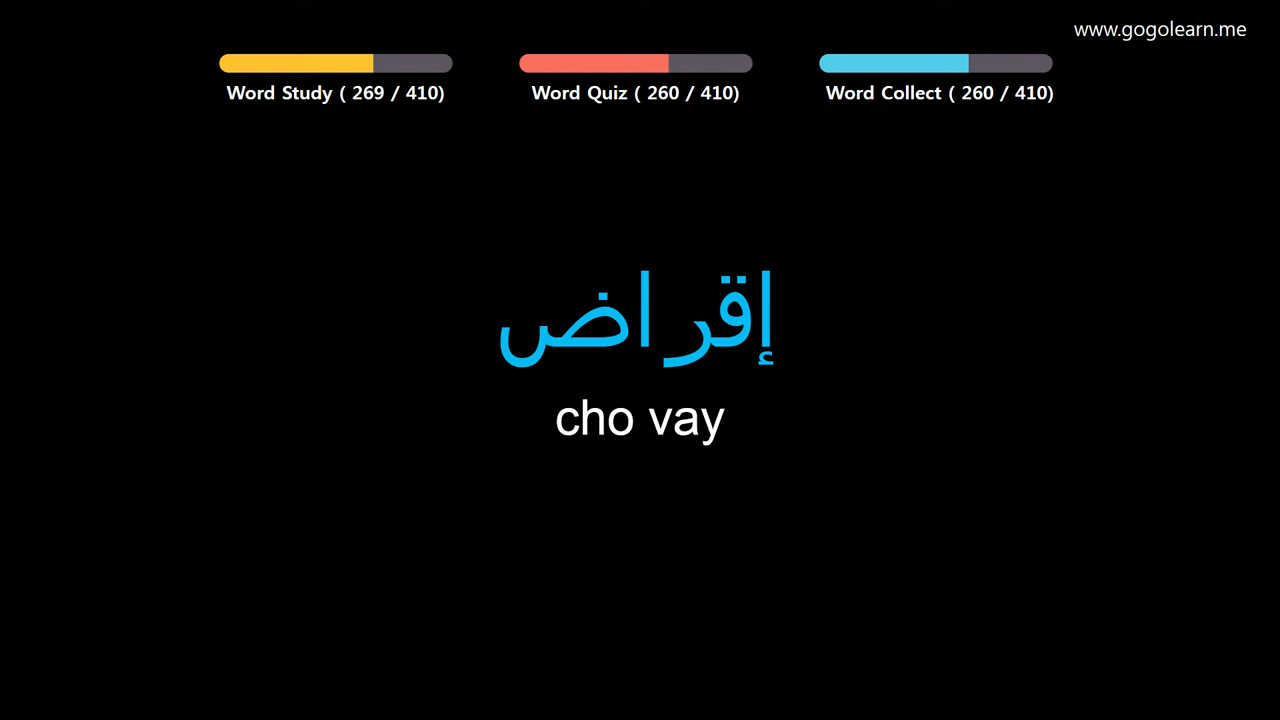 www.gogolearn.me
Word Study ( 269 / 410)
Word Quiz ( 260 / 410)
Word Collect ( 260 / 410)
إقراض
cho vay